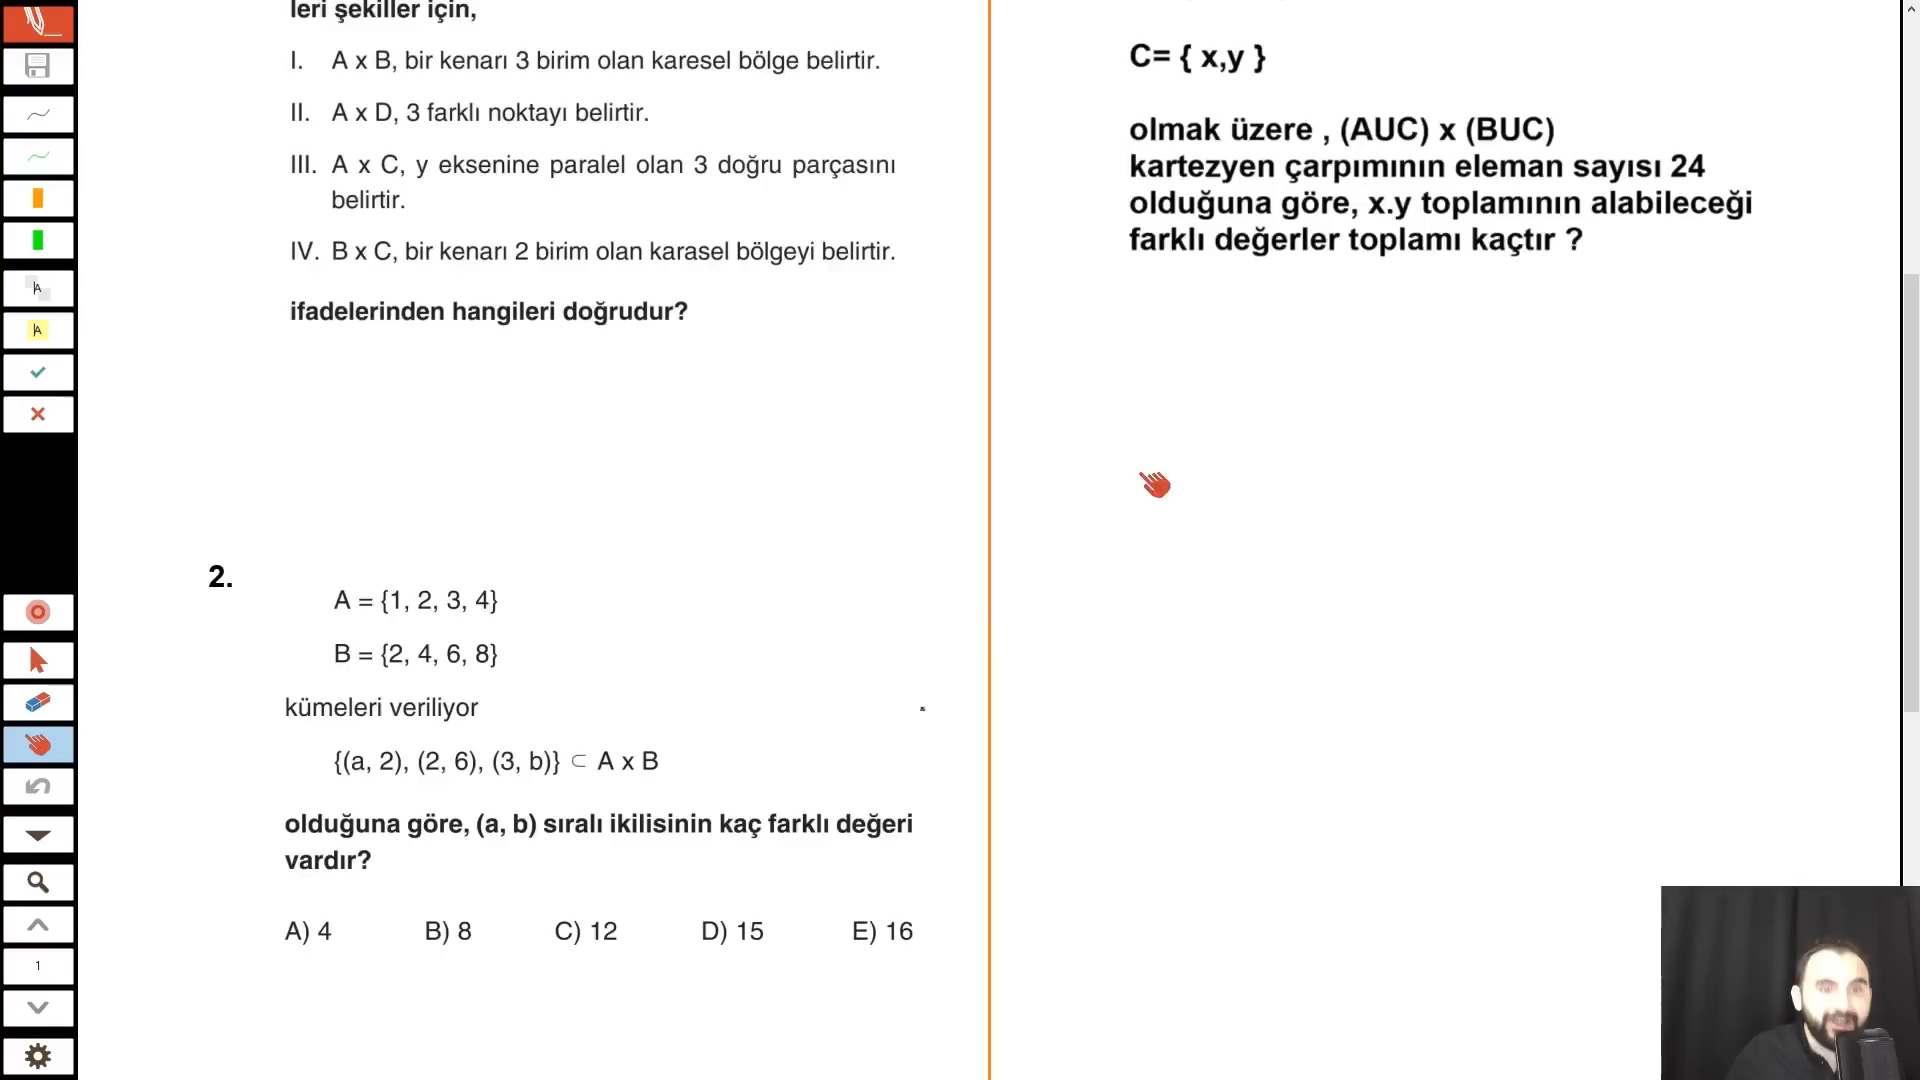 leri şekiller için,
I. A x B, bir kenarı 3 birim olan karesel bölge belirtir.
II. A x D, 3 farklı noktayı belirtir.
III. A x C, y eksenine paralel olan 3 doğru parçasını
belirtir.
IV. B x C, bir kenarı 2 birim olan karasel bölgeyi belirtir.
ifadelerinden hangileri doğrudur?
2.
A = {1, 2, 3, 4}
B = {2, 4, 6, 8}
kümeleri veriliyor
{(a, 2), (2, 6), (3, b)} ⊂ A x B
olduğuna göre, (a, b) sıralı ikilisinin kaç farklı değeri
vardır?
A) 4 B) 8 C) 12 D) 15 E) 16
C= { x,y }
olmak üzere , (AUC) x (BUC)
kartezyen çarpımının eleman sayısı 24
olduğuna göre, x.y toplamının alabileceği
farklı değerler toplamı kaçtır ?
A
A
1